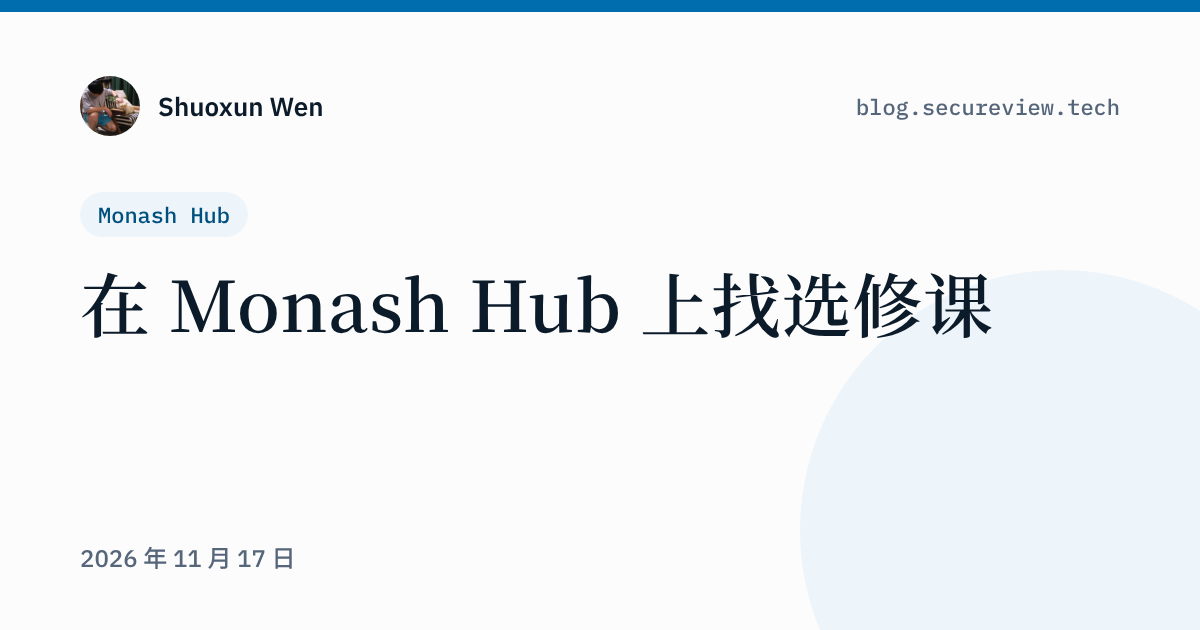 Shuoxun Wen
blog.secureview.tech
Monash Hub
在 Monash Hub 上找选修课
2026 年 11 月 17 日